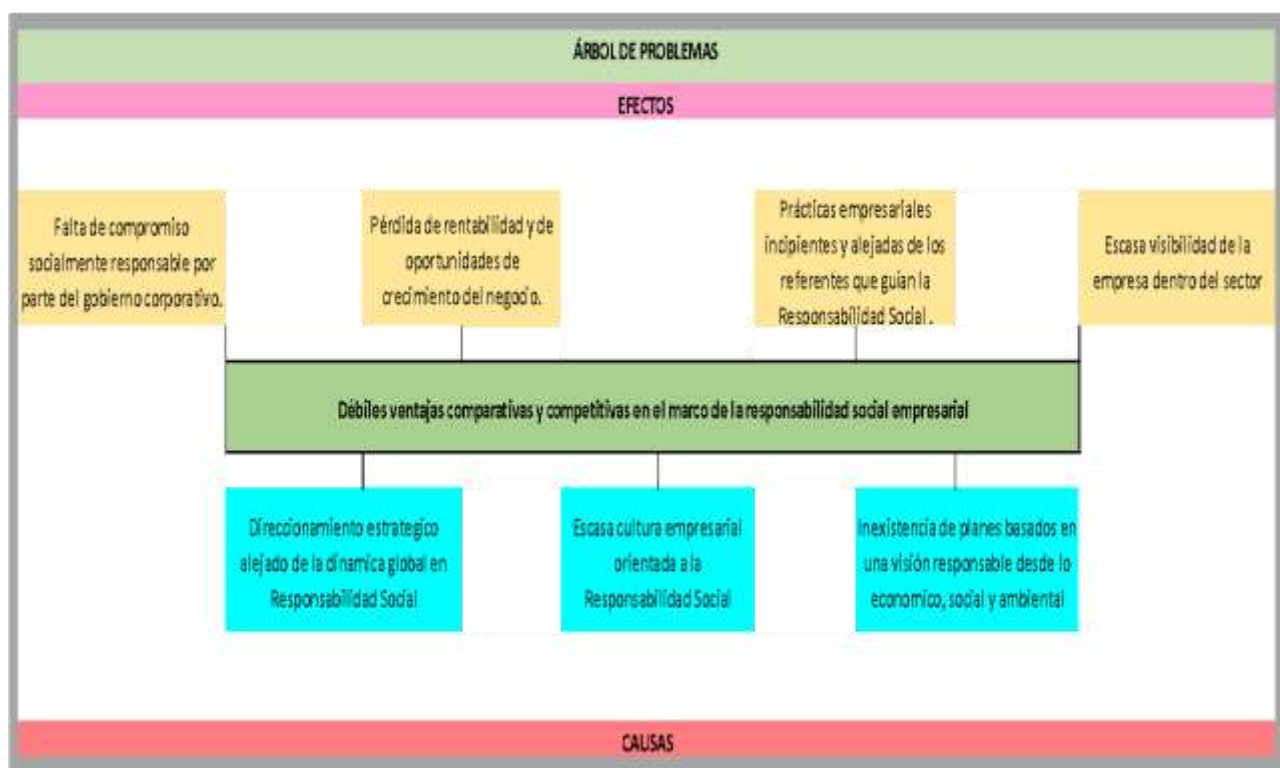 ÁRBOL DE PROBLEMAS
EFECTOS
Falta de compromiso
socialmente responsable por
parte del gobierno corporativo.
Pérdida de rentabilidad y de
oportunidades de
crecimiento del negocio.
Prácticas empresariales
incipientes y alejadas de los
referentes que guían la
Responsabilidad Social .
Escasa visibilidad de la
empresa dentro del sector
Débiles ventajas comparativas y competitivas en el marco de la responsabilidad social empresarial
Direccionamiento estrategico
alejado de la dinamica global en
Responsabilidad Social
Escasa cultura empresarial
orientada a la
Responsabilidad Social
Inexistencia de planes basados en
una visión responsable desde lo
economico, social y ambiental
CAUSAS